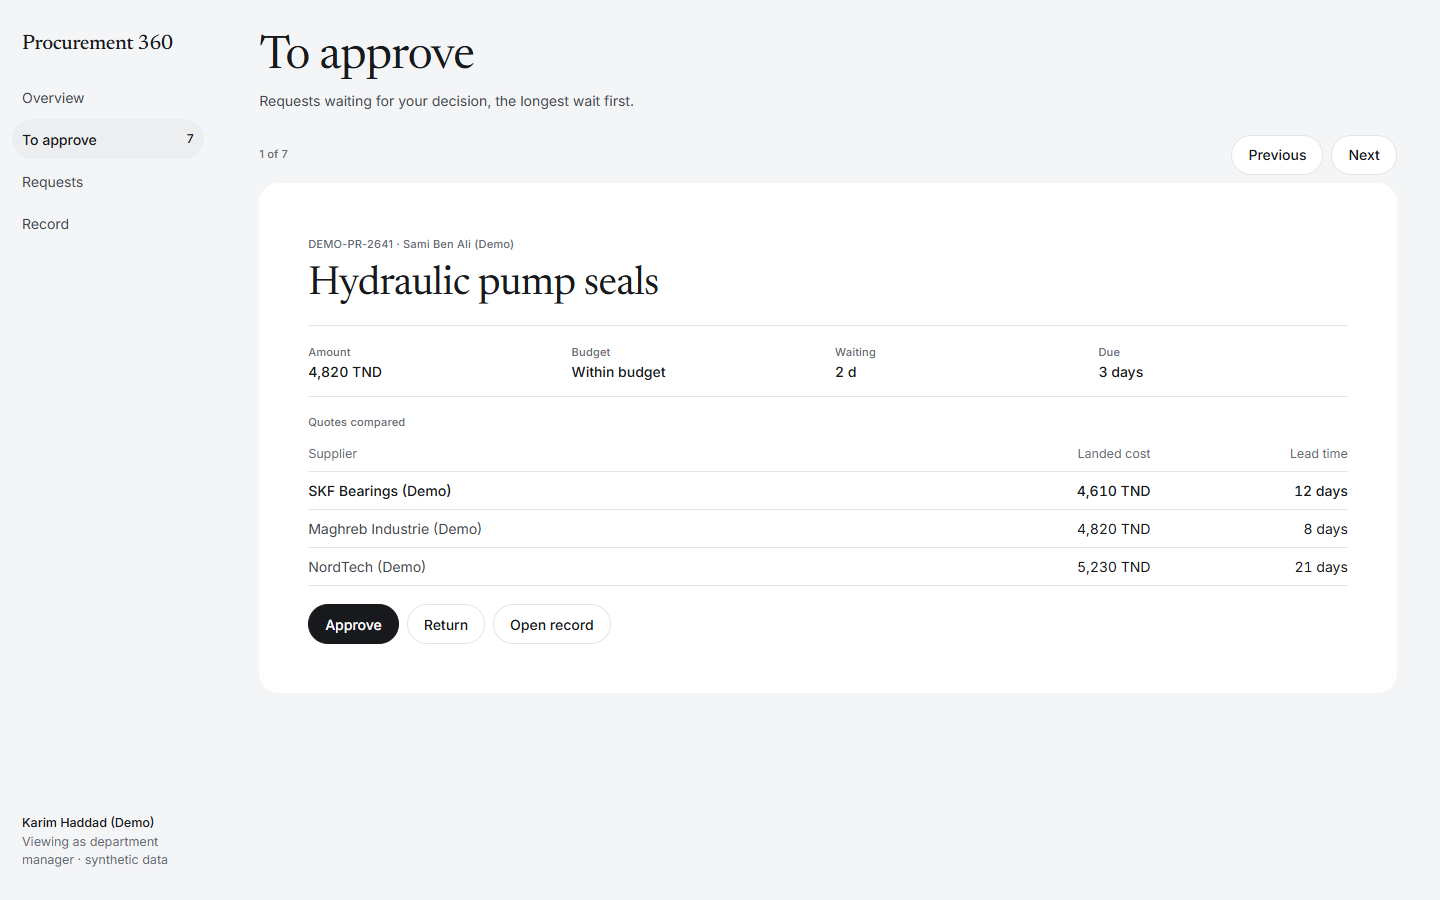 Procurement 360
Overview
To approve 7
Requests
Record
To approve
Requests waiting for your decision, the longest wait first.
1 of 7
Previous Next
DEMO-PR-2641 · Sami Ben Ali (Demo)
Hydraulic pump seals
Amount Budget Waiting Due
4,820 TND Within budget 2 d 3 days
Quotes compared
Supplier Landed cost Lead time
SKF Bearings (Demo) 4,610 TND 12 days
Maghreb Industrie (Demo) 4,820 TND 8 days
NordTech (Demo) 5,230 TND 21 days
Approve Return Open record
Karim Haddad (Demo)
Viewing as department
manager · synthetic data